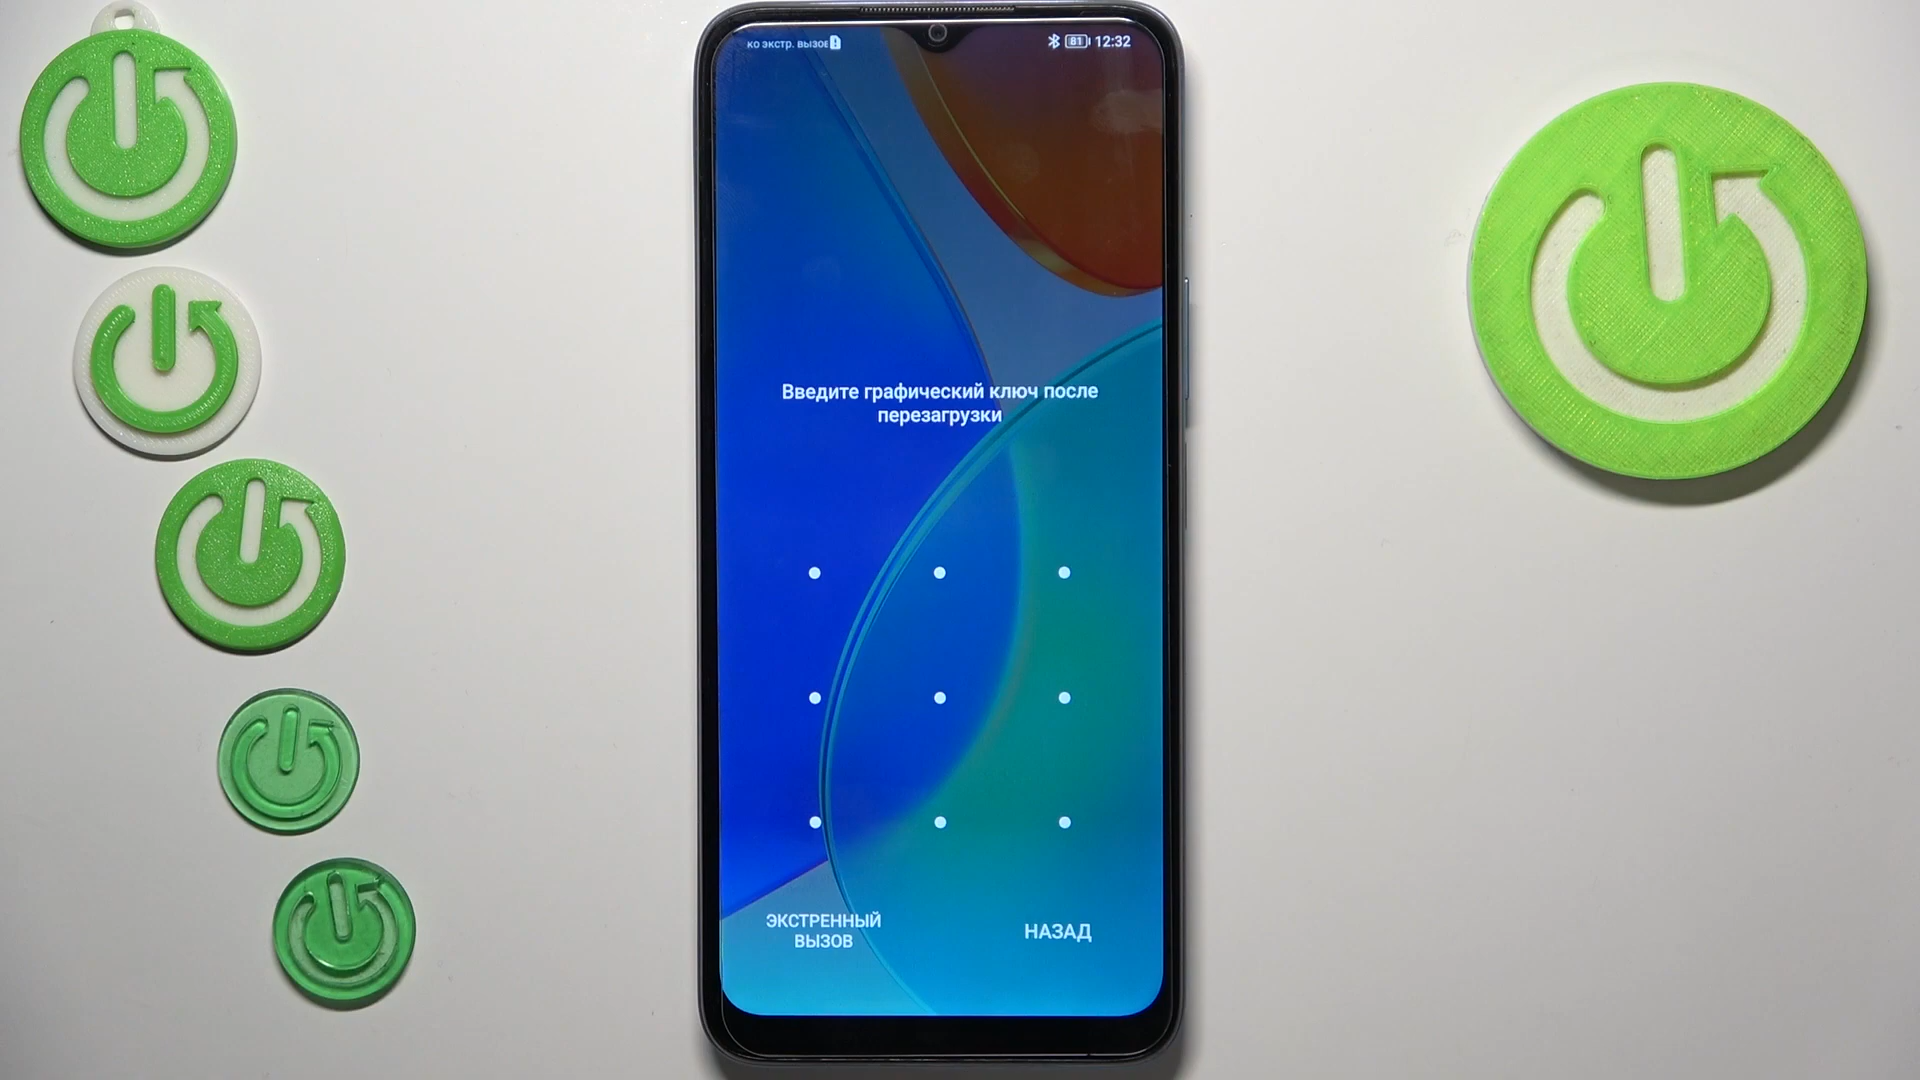 ко экстр. вызов
81 12:32
Введите графический ключ после
перезагрузки
ЭКСТРЕННЫЙ
ВЫЗОВ
НАЗАД